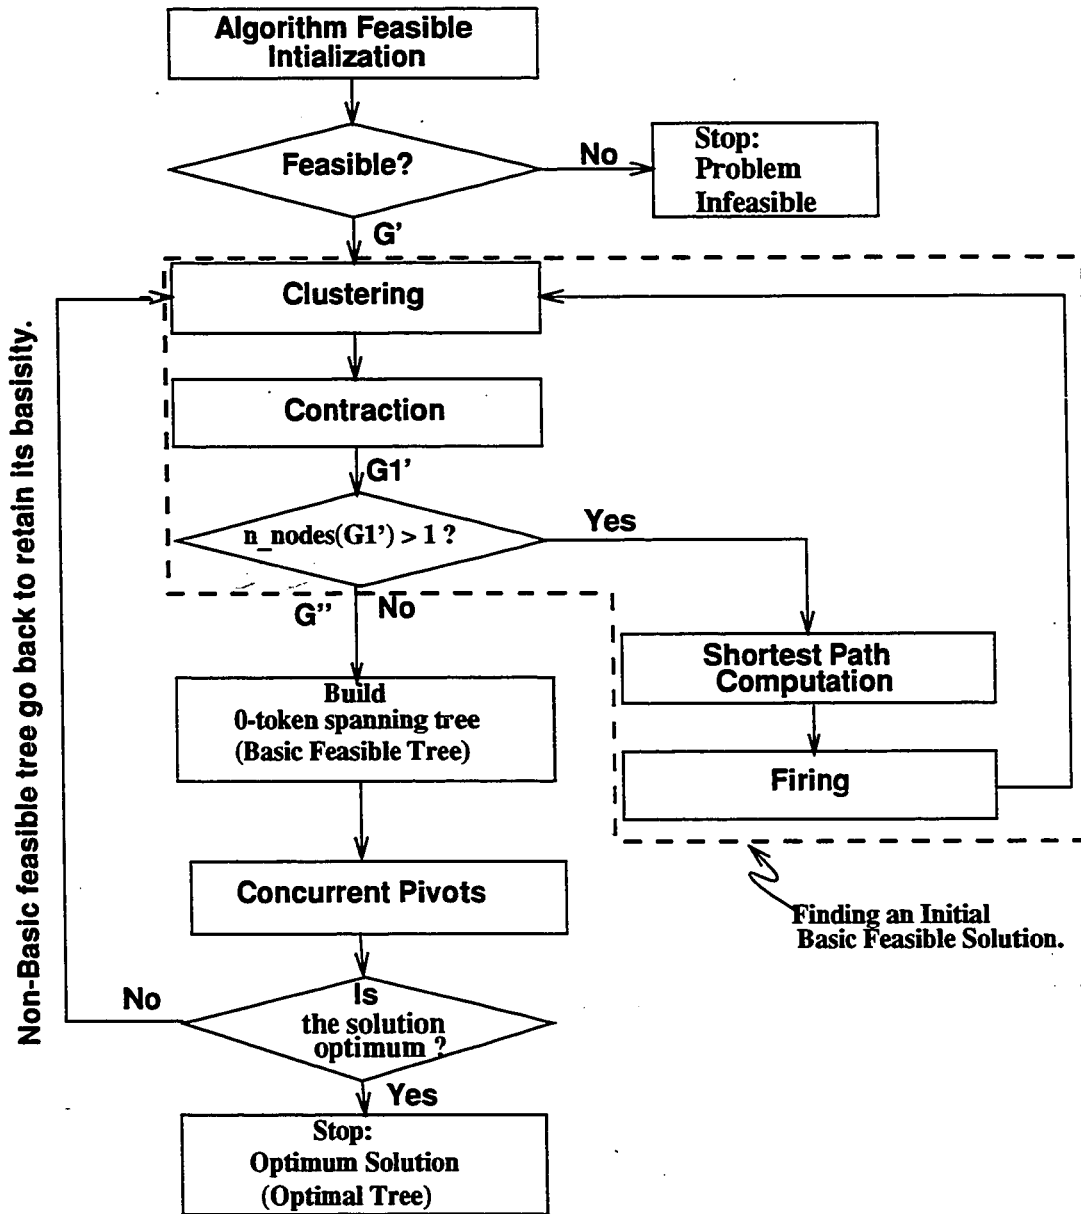 Algorithm Feasible
Intialization
Feasible?
No
Stop:
Problem
Infeasible
G'
Clustering
Contraction
G1'
n_nodes(G1') > 1 ?
Yes
G''
No
Shortest Path
Computation
Firing
Build
0-token spanning tree
(Basic Feasible Tree)
Concurrent Pivots
Finding an Initial
Basic Feasible Solution.
Is
the solution
optimum ?
No
Yes
Stop:
Optimum Solution
(Optimal Tree)
Non-Basic feasible tree go back to retain its basisity.